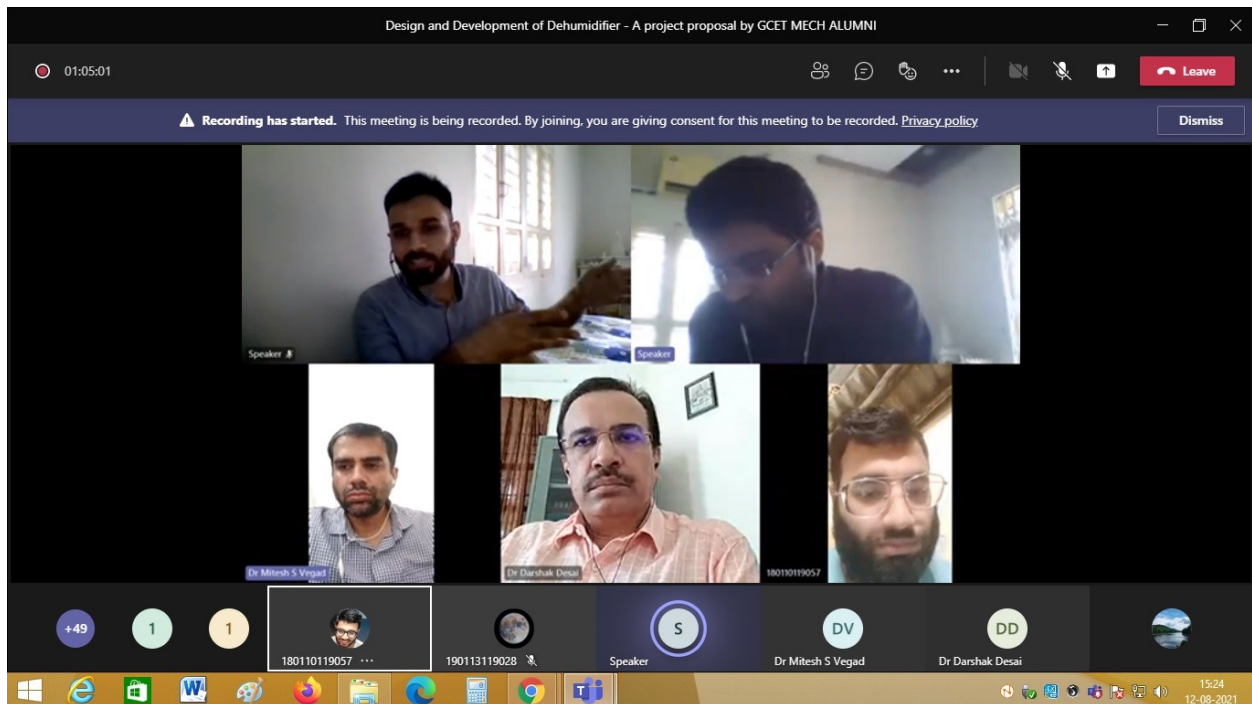 Design and Development of Dehumidifier - A project proposal by GCET MECH ALUMNI
01:05:01
Leave
Recording has started. This meeting is being recorded. By joining, you are giving consent for this meeting to be recorded. Privacy policy
Dismiss
Speaker
Speaker
Dr Mitesh S Vegad
Dr Darshak Desai
180110119057
+49
1
1
S
DV
DD
180110119057 ...
190113119028
Speaker
Dr Mitesh S Vegad
Dr Darshak Desai
15:24
12-08-2021